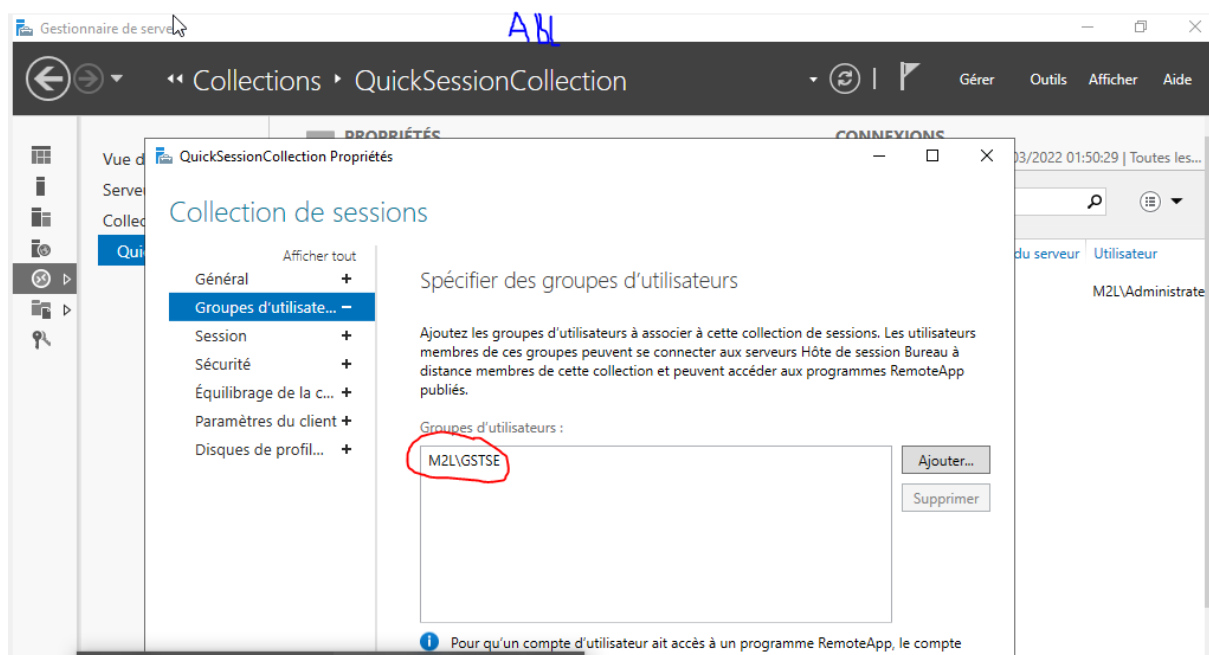 Gestionnaire de serve
Collections ‣ QuickSessionCollection
Gérer Outils Afficher Aide
PROPRIÉTÉS
CONNEXIONS
03/2022 01:50:29 | Toutes les...
Vue d
Serve
Collec
Qui
du serveur Utilisateur
M2L\Administrate
QuickSessionCollection Propriétés
Collection de sessions
Afficher tout
Général +
Groupes d'utilisate... –
Session +
Sécurité +
Équilibrage de la c... +
Paramètres du client +
Disques de profil... +
Spécifier des groupes d'utilisateurs
Ajoutez les groupes d'utilisateurs à associer à cette collection de sessions. Les utilisateurs
membres de ces groupes peuvent se connecter aux serveurs Hôte de session Bureau à
distance membres de cette collection et peuvent accéder aux programmes RemoteApp
publiés.
Groupes d'utilisateurs :
M2L\GSTSE
Ajouter...
Supprimer
Pour qu'un compte d'utilisateur ait accès à un programme RemoteApp, le compte